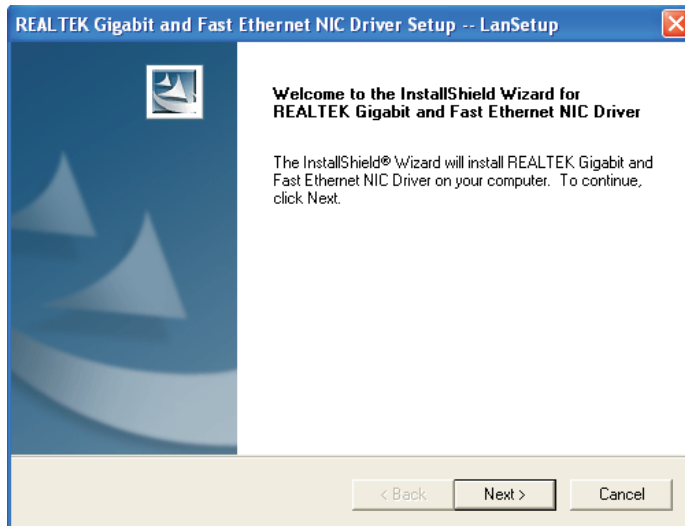 REALTEK Gigabit and Fast Ethernet NIC Driver Setup -- LanSetup
Welcome to the InstallShield Wizard for
REALTEK Gigabit and Fast Ethernet NIC Driver
The InstallShield® Wizard will install REALTEK Gigabit and
Fast Ethernet NIC Driver on your computer. To continue,
click Next.
< Back Next > Cancel